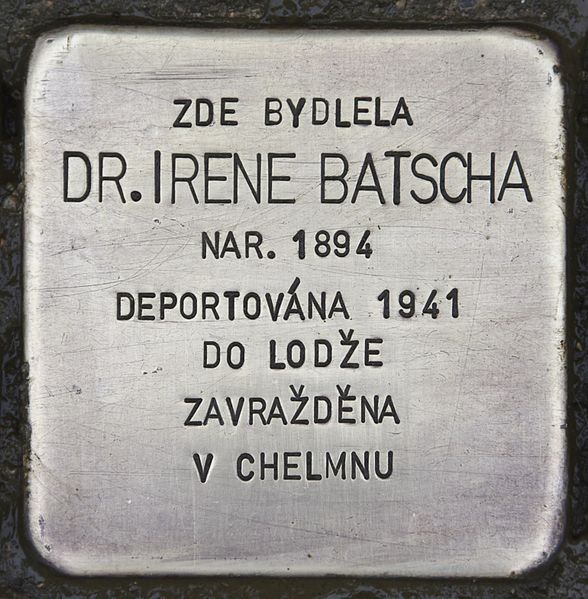 ZDE BYDLELA
DR. IRENE BATSCHA
NAR. 1894
DEPORTOVÁNA 1941
DO LODŽE
ZAVRAŽDĚNA
V CHELMNU